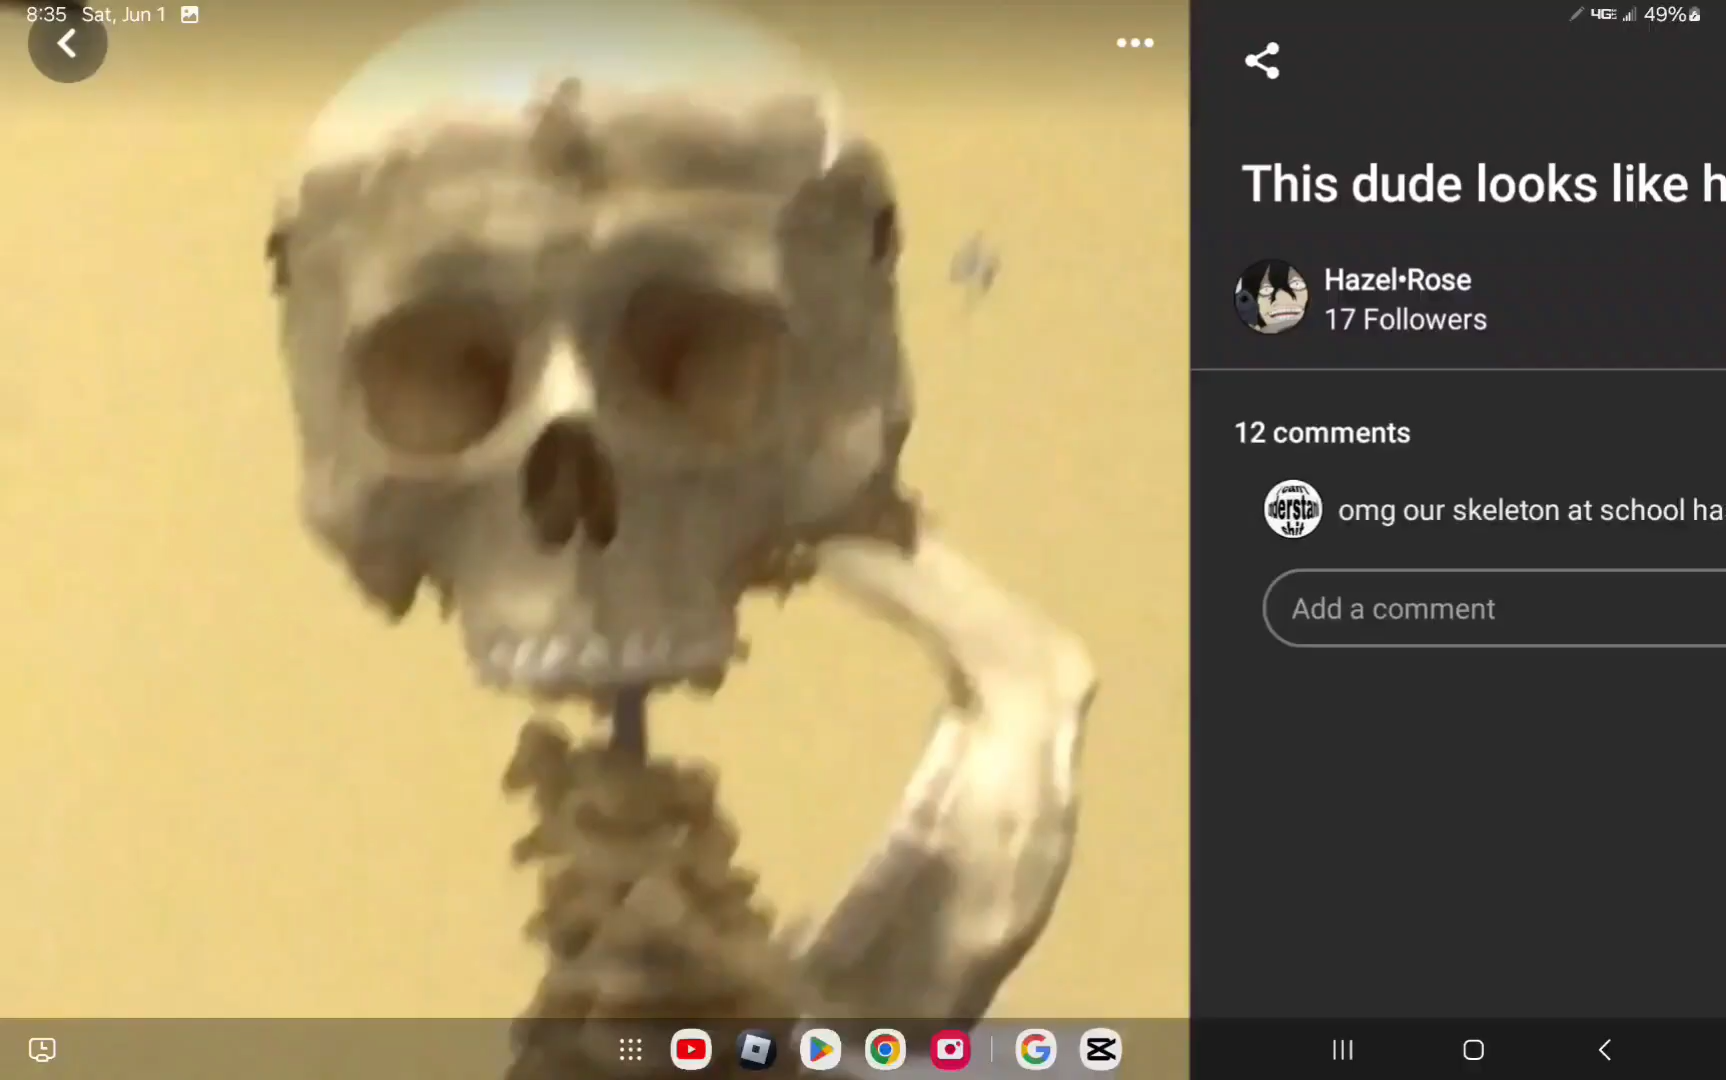 8:35 Sat, Jun 1
4GE 49%
This dude looks like h
Hazel•Rose
17 Followers
12 comments
omg our skeleton at school ha
Add a comment